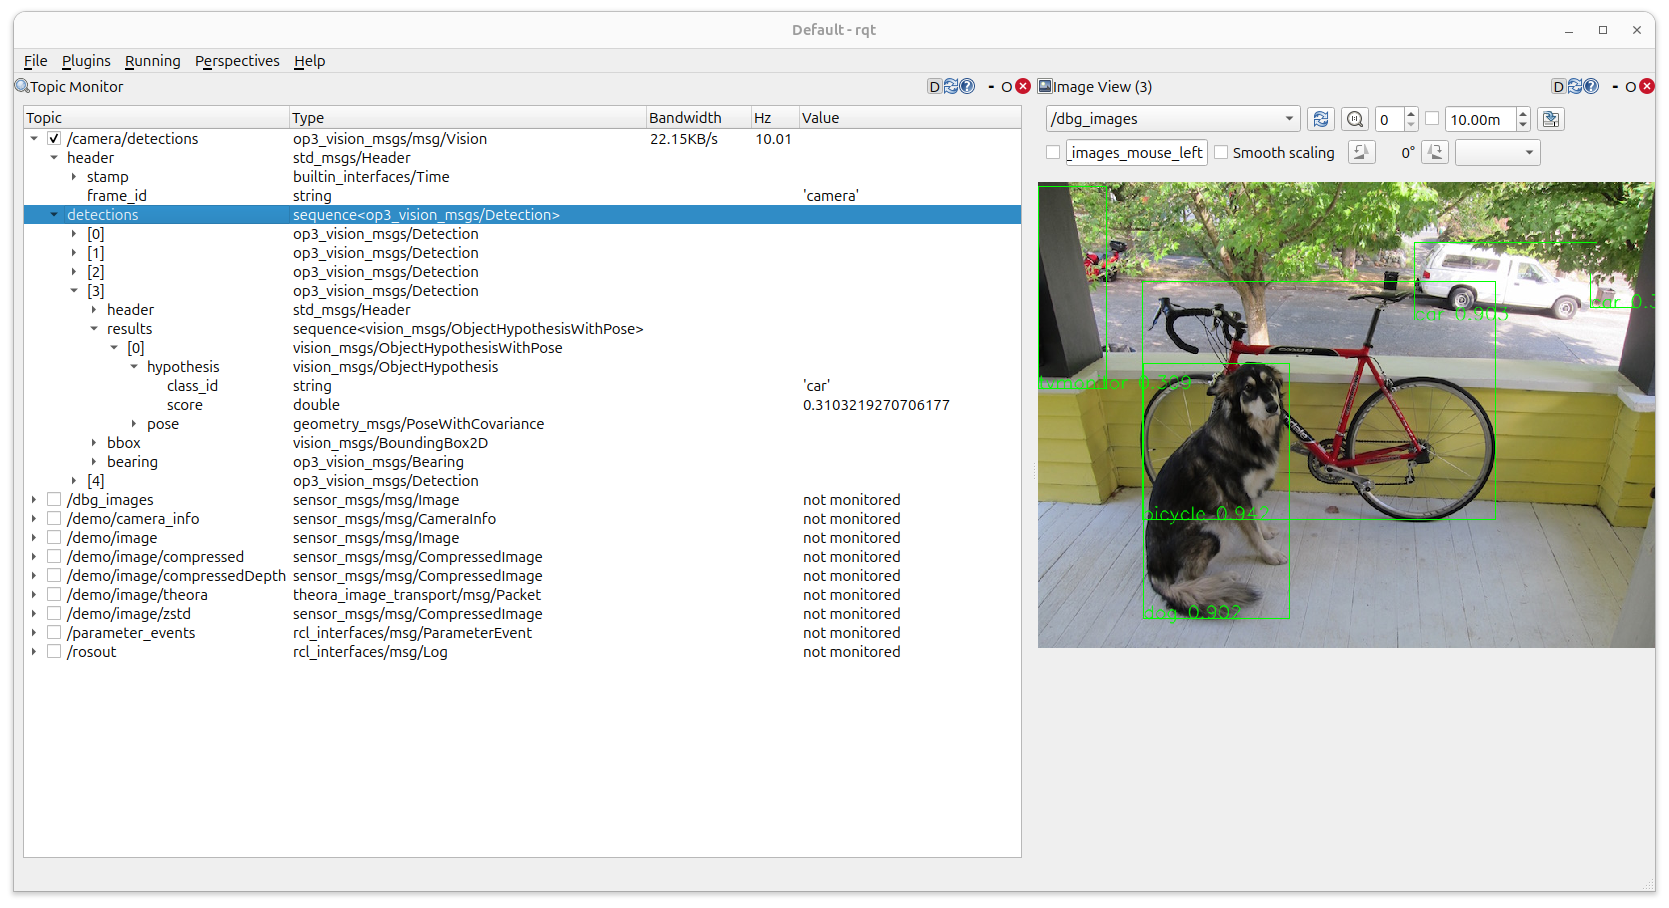 Default - rqt
File Plugins Running Perspectives Help
Topic Monitor D ? - O
Topic Type Bandwidth Hz Value
/camera/detections op3_vision_msgs/msg/Vision 22.15KB/s 10.01
header std_msgs/Header
stamp builtin_interfaces/Time
frame_id string 'camera'
detections sequence<op3_vision_msgs/Detection>
[0] op3_vision_msgs/Detection
[1] op3_vision_msgs/Detection
[2] op3_vision_msgs/Detection
[3] op3_vision_msgs/Detection
header std_msgs/Header
results sequence<vision_msgs/ObjectHypothesisWithPose>
[0] vision_msgs/ObjectHypothesisWithPose
hypothesis vision_msgs/ObjectHypothesis
class_id string 'car'
score double 0.3103219270706177
pose geometry_msgs/PoseWithCovariance
bbox vision_msgs/BoundingBox2D
bearing op3_vision_msgs/Bearing
[4] op3_vision_msgs/Detection
/dbg_images sensor_msgs/msg/Image not monitored
/demo/camera_info sensor_msgs/msg/CameraInfo not monitored
/demo/image sensor_msgs/msg/Image not monitored
/demo/image/compressed sensor_msgs/msg/CompressedImage not monitored
/demo/image/compressedDepth sensor_msgs/msg/CompressedImage not monitored
/demo/image/theora theora_image_transport/msg/Packet not monitored
/demo/image/zstd sensor_msgs/msg/CompressedImage not monitored
/parameter_events rcl_interfaces/msg/ParameterEvent not monitored
/rosout rcl_interfaces/msg/Log not monitored
Image View (3) D ? - O
/dbg_images 0 10.00m
_images_mouse_left Smooth scaling 0°
car 0.3
car 0.903
0.309
bicycle 0.942
dog 0.902